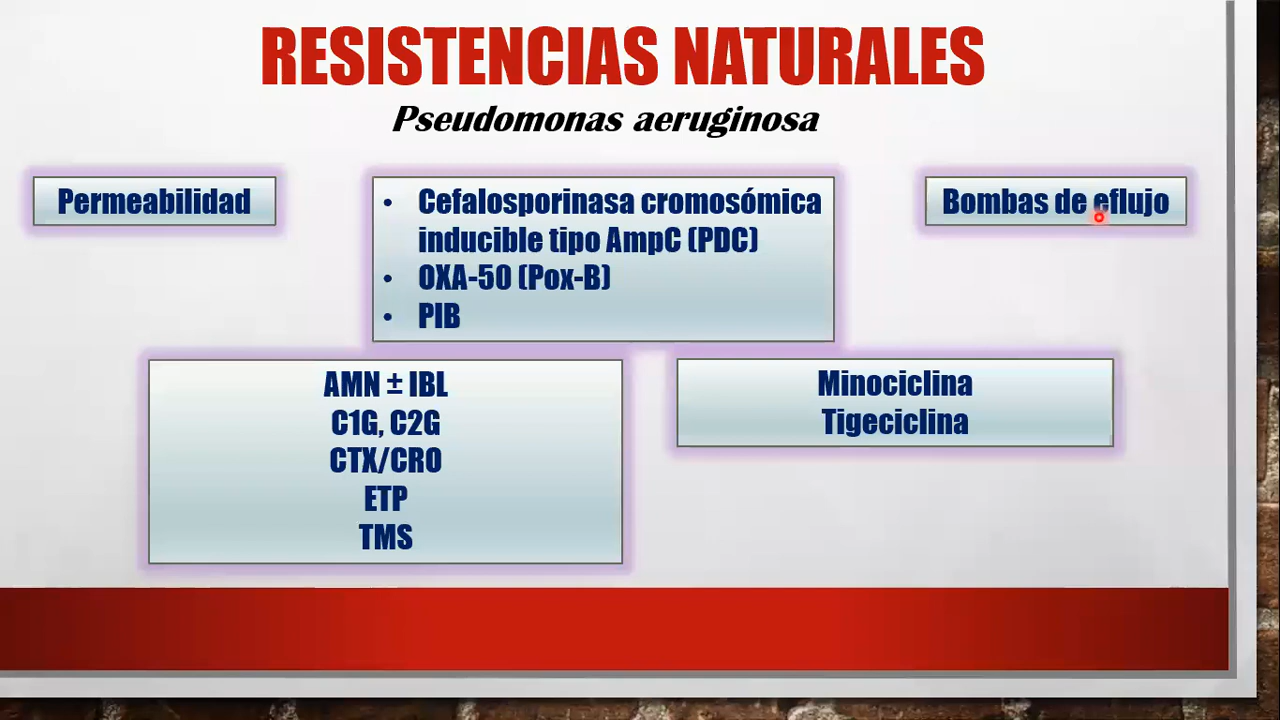 RESISTENCIAS NATURALES
Pseudomonas aeruginosa
Permeabilidad
• Cefalosporinasa cromosómica
inducible tipo AmpC (PDC)
• OXA-50 (Pox-B)
• PIB
Bombas de eflujo
AMN ± IBL
C1G, C2G
CTX/CRO
ETP
TMS
Minociclina
Tigeciclina